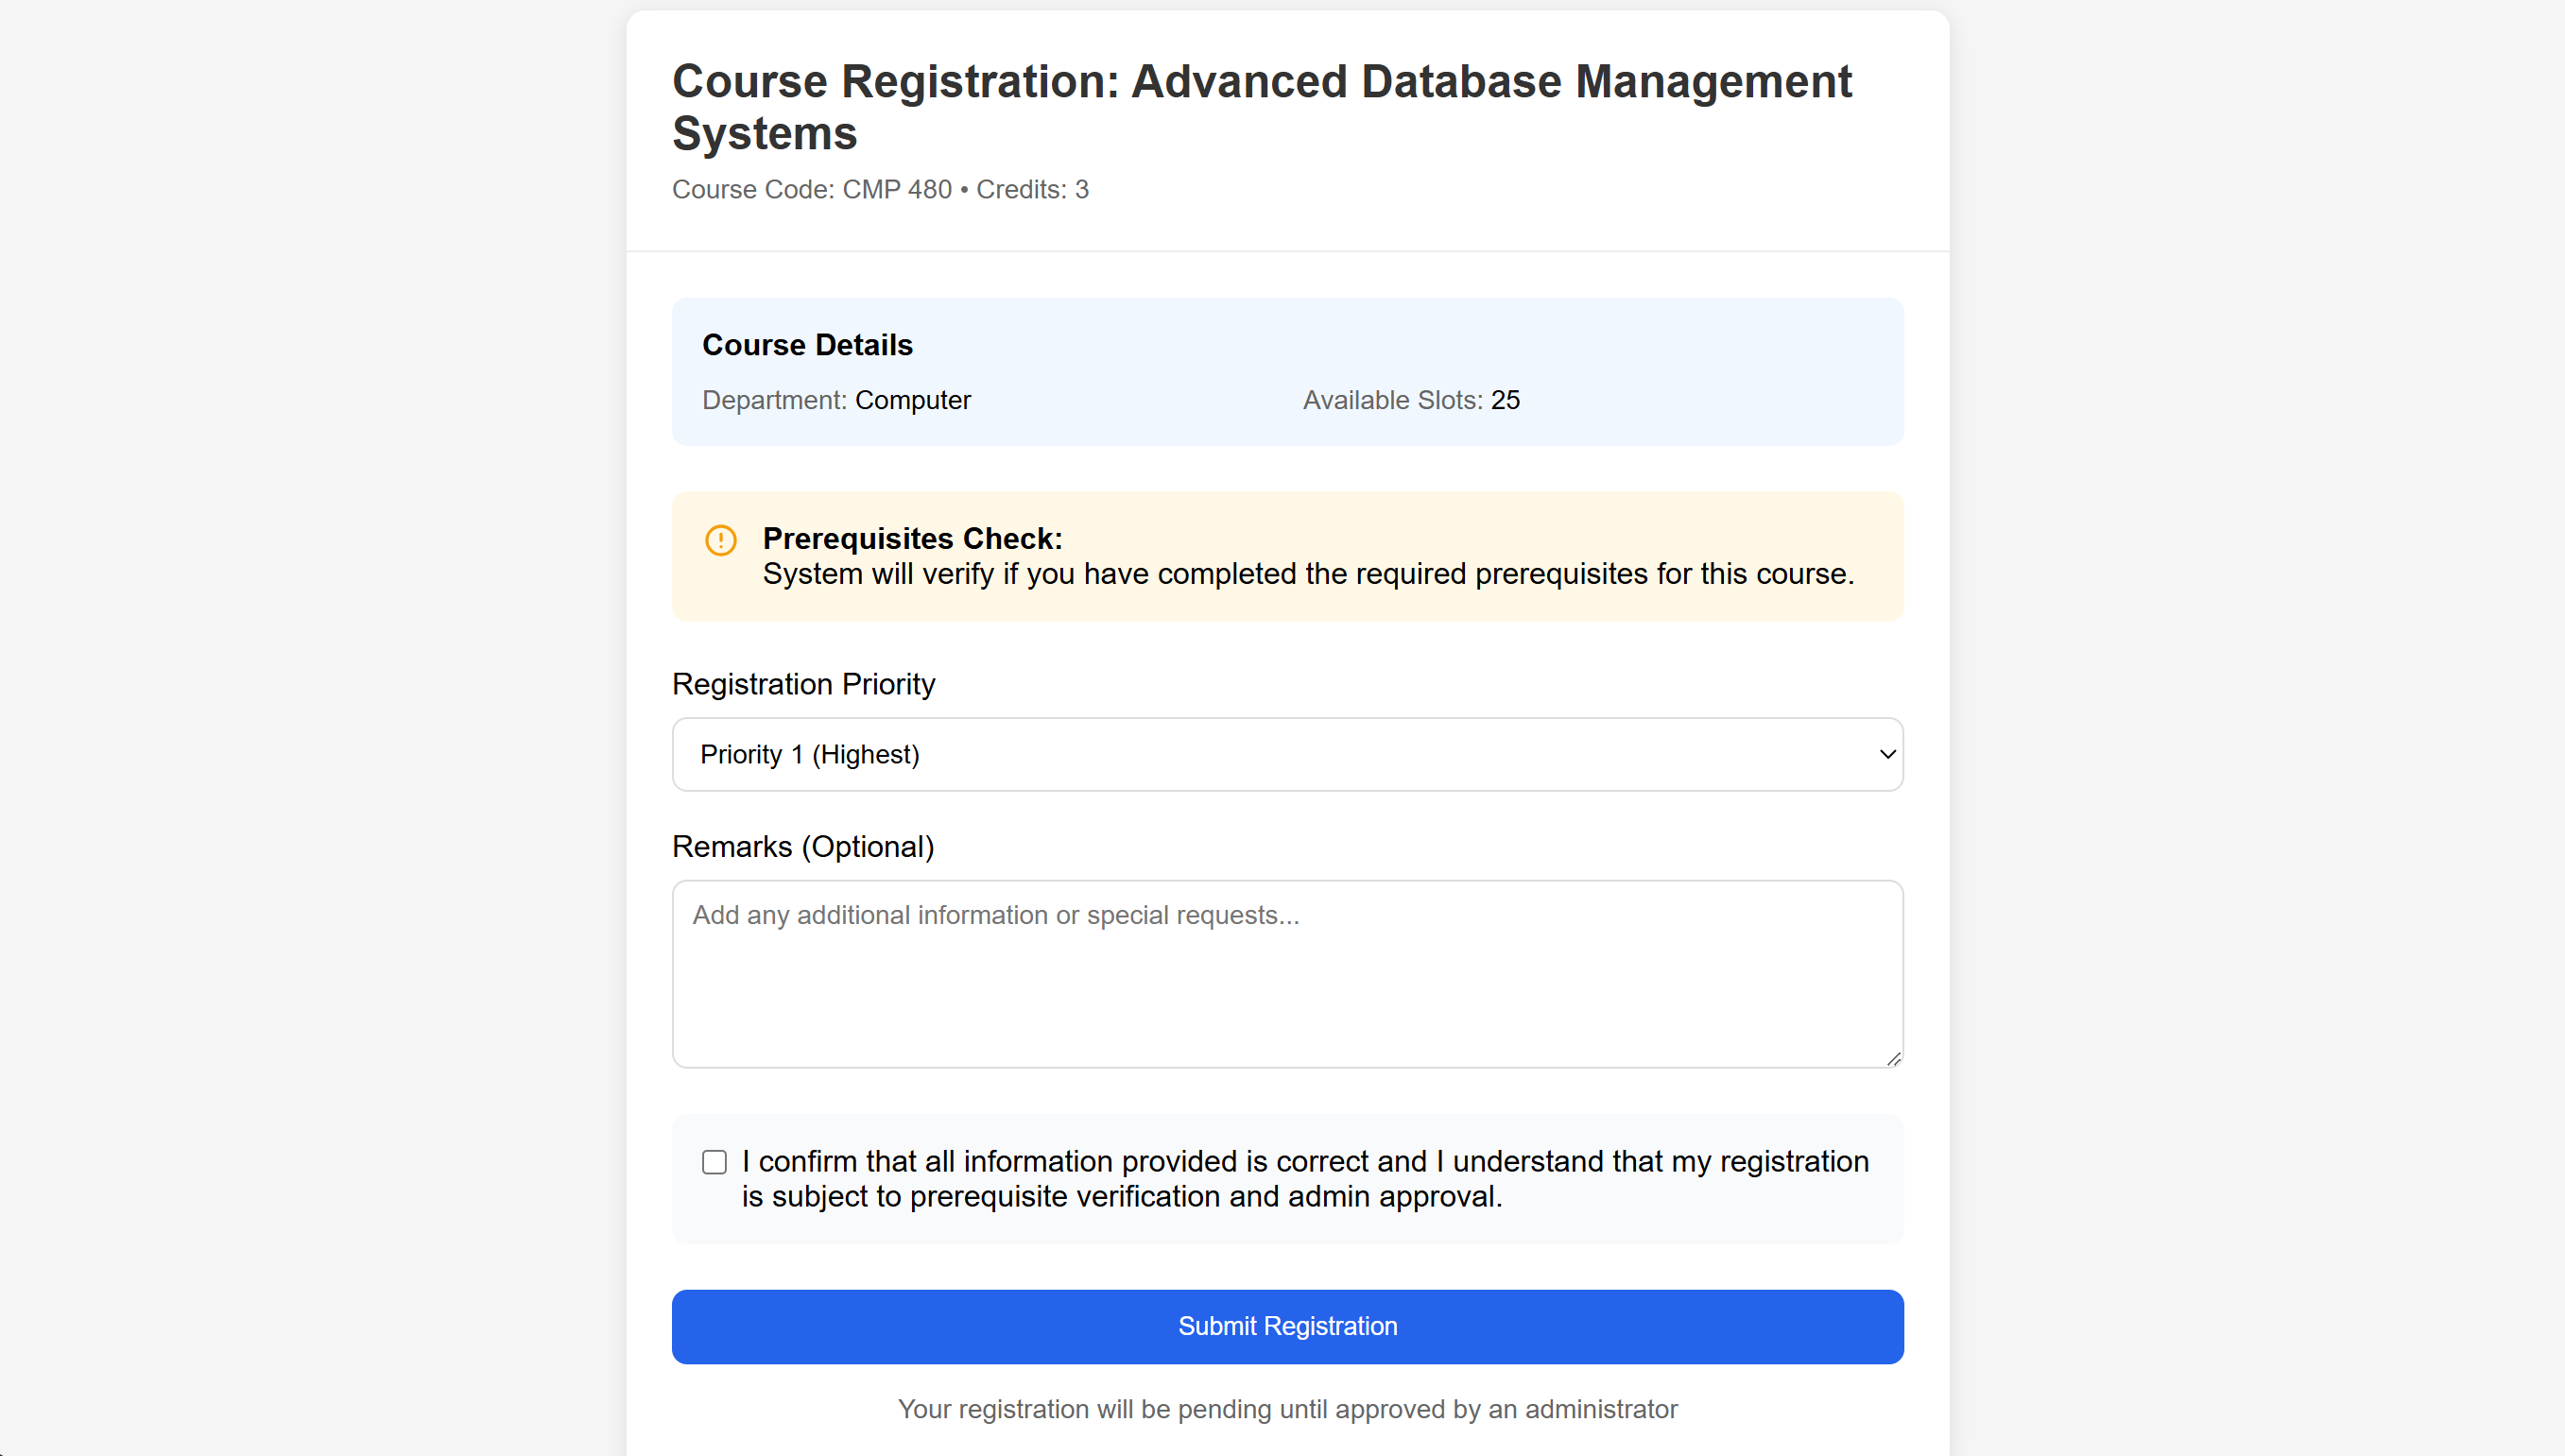 Course Registration: Advanced Database Management
Systems
Course Code: CMP 480 • Credits: 3
Course Details
Department: Computer
Available Slots: 25
Prerequisites Check:
System will verify if you have completed the required prerequisites for this course.
Registration Priority
Priority 1 (Highest)
Remarks (Optional)
Add any additional information or special requests...
I confirm that all information provided is correct and I understand that my registration
is subject to prerequisite verification and admin approval.
Submit Registration
Your registration will be pending until approved by an administrator